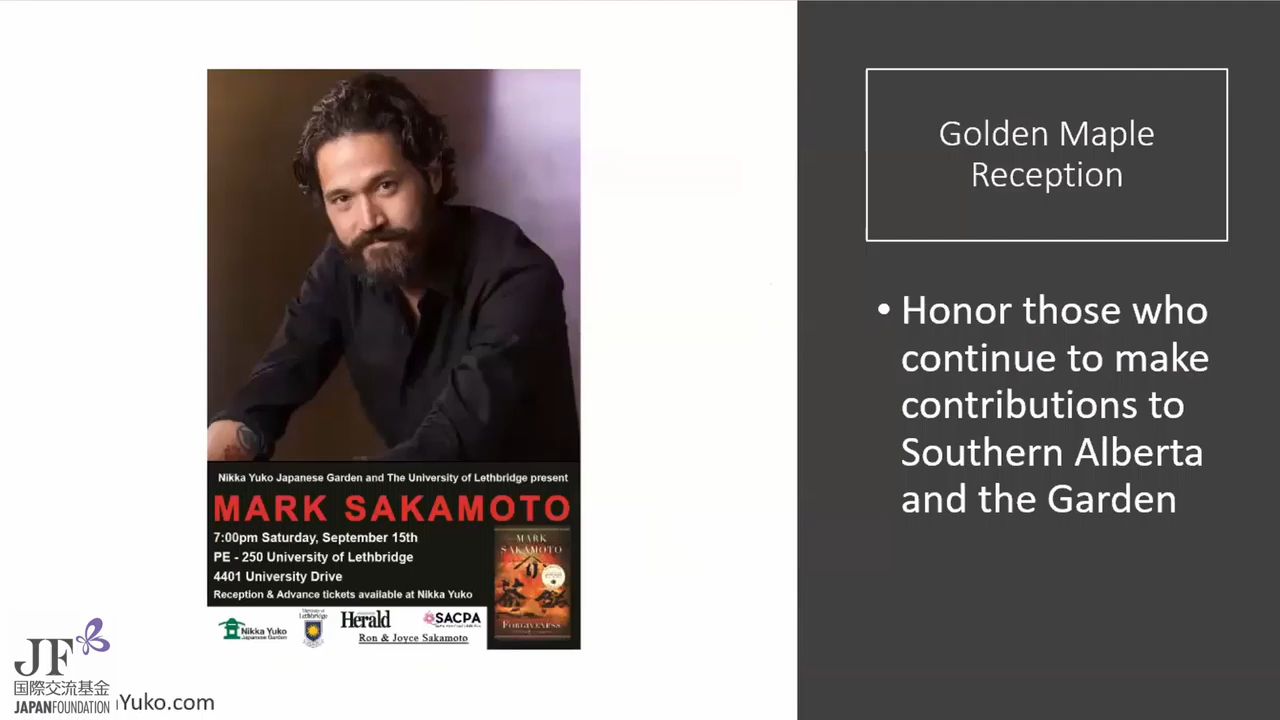 Nikka Yuko Japanese Garden and The University of Lethbridge present
MARK SAKAMOTO
7:00pm Saturday, September 15th
PE - 250 University of Lethbridge
4401 University Drive
Reception & Advance tickets available at Nikka Yuko
MARK
SAKAMOTO
FORGIVENESS
Nikka Yuko
Japanese Garden
University of
Lethbridge
Herald
SACPA
Ron & Joyce Sakamoto
JF
国際交流基金
JAPANFOUNDATION
Yuko.com
Golden Maple
Reception
• Honor those who
continue to make
contributions to
Southern Alberta
and the Garden